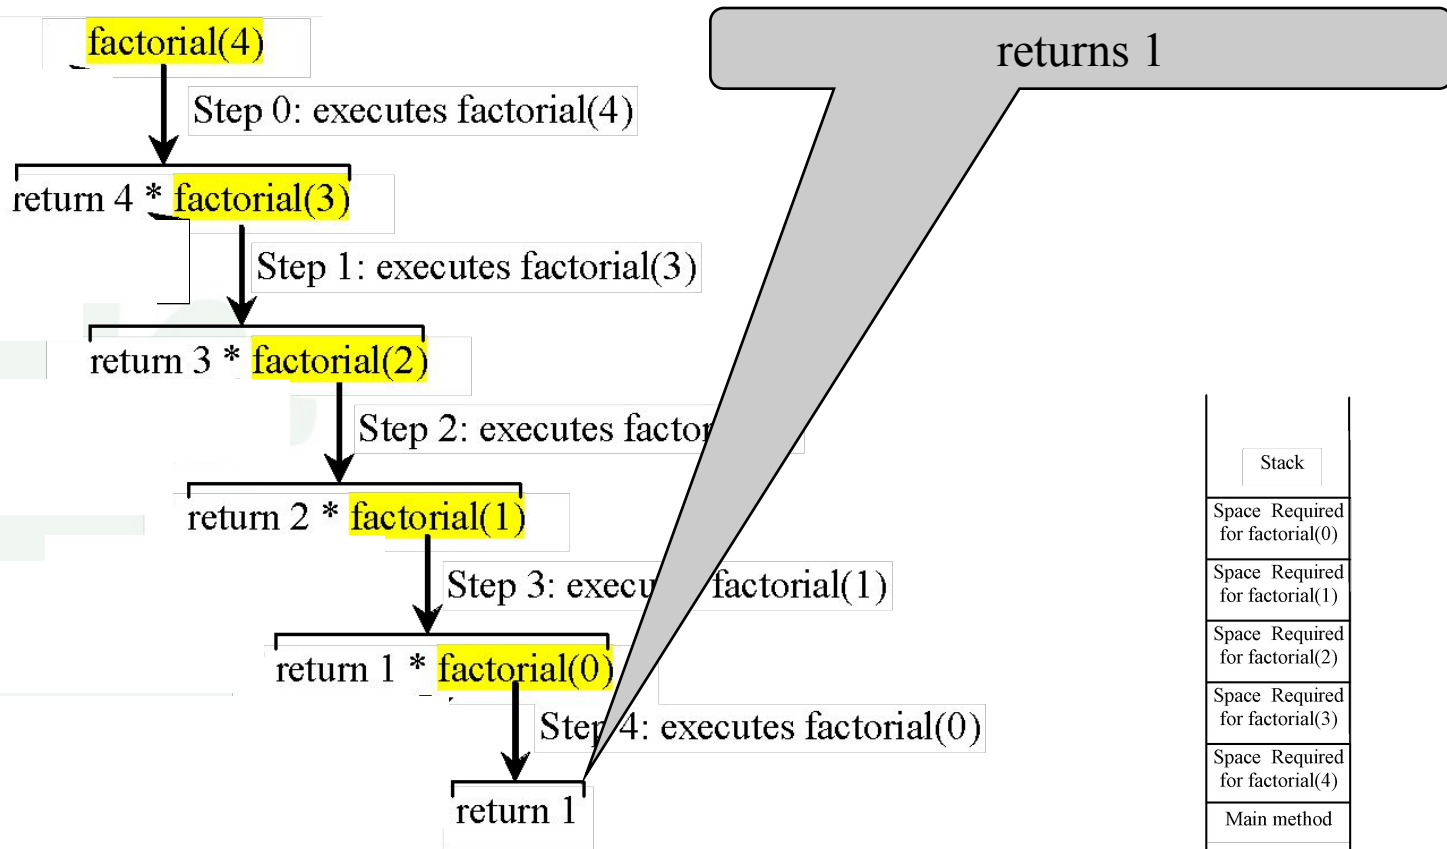 factorial(4)
returns 1
Step 0: executes factorial(4)
return 4 * factorial(3)
Step 1: executes factorial(3)
return 3 * factorial(2)
Step 2: executes
return 2 * factorial(1)
Step 3: factorial(1)
return 1 * factorial(0)
Step 4: executes factorial(0)
return 1
Stack
Space Required
for factorial(0)
Space Required
for factorial(1)
Space Required
for factorial(2)
Space Required
for factorial(3)
Space Required
for factorial(4)
Main method